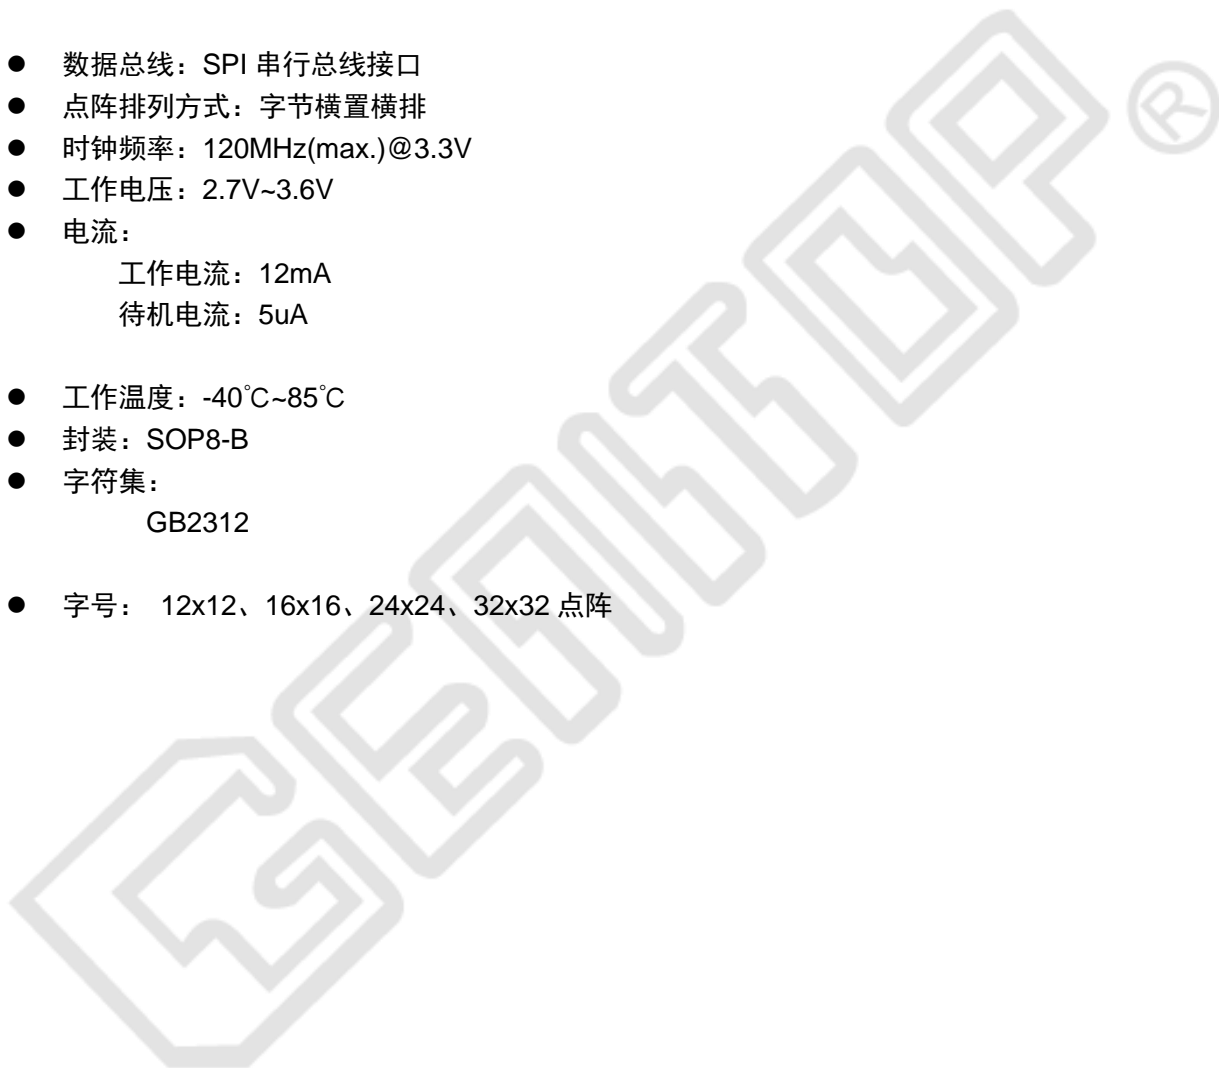 ● 数据总线：SPI 串行总线接口
● 点阵排列方式：字节横置横排
● 时钟频率：120MHz(max.)@3.3V
● 工作电压：2.7V~3.6V
● 电流：
工作电流：12mA
待机电流：5uA
● 工作温度：-40℃~85℃
● 封装：SOP8-B
● 字符集：
GB2312
● 字号： 12x12、16x16、24x24、32x32 点阵
GENITOP®